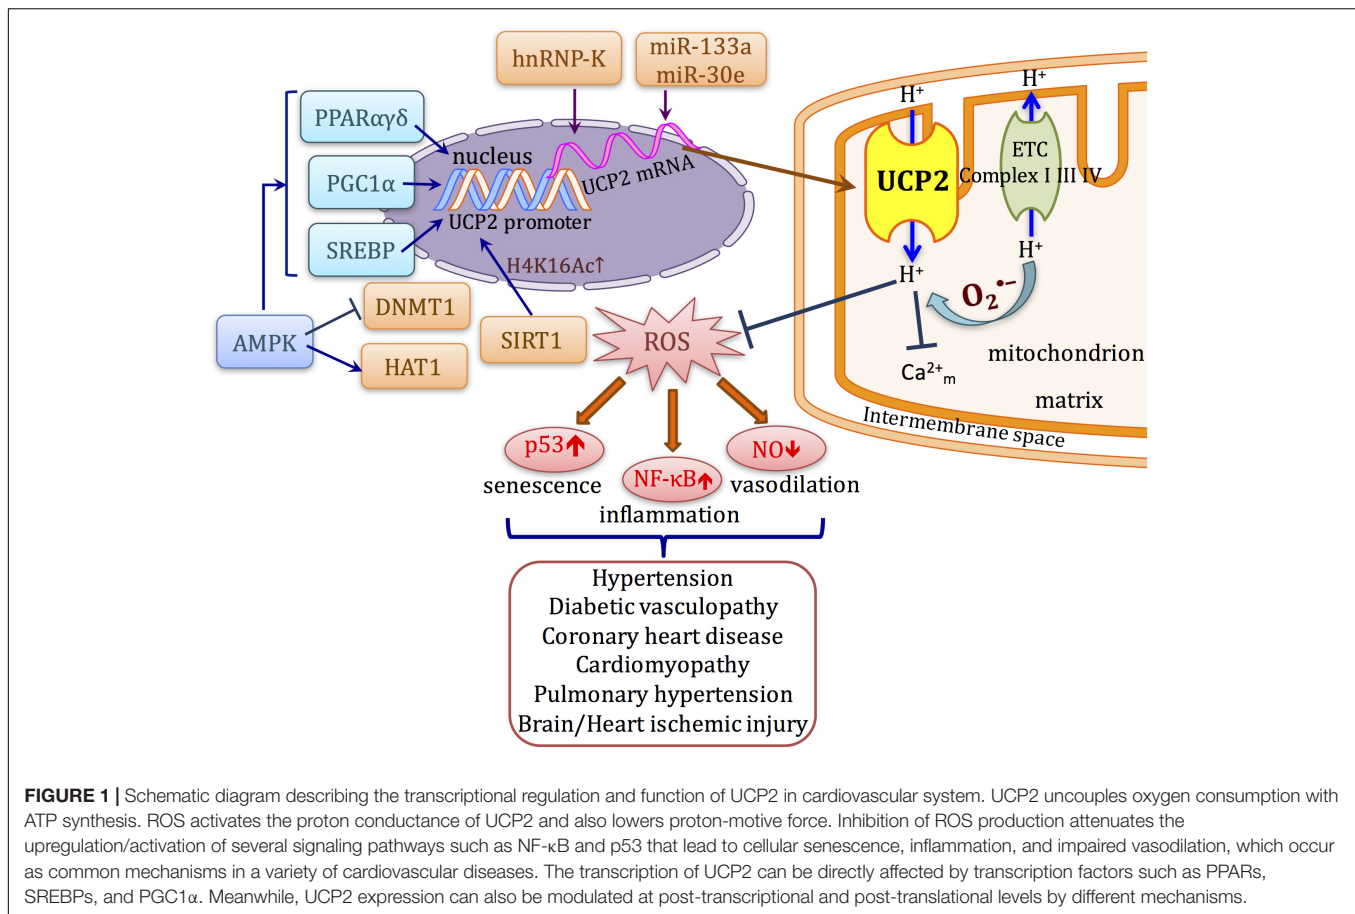 hnRNP-K
miR-133a
miR-30e
PPARαγδ
PGC1α
SREBP
nucleus
UCP2 mRNA
UCP2 promoter
H4K16Ac↑
AMPK
DNMT1
HAT1
SIRT1
ROS
H⁺
H⁺
UCP2
ETC
Complex I III IV
H⁺
H⁺
O₂•−
Ca²⁺m
mitochondrion
matrix
Intermembrane space
p53
senescence
NF-κB
inflammation
NO
vasodilation
Hypertension
Diabetic vasculopathy
Coronary heart disease
Cardiomyopathy
Pulmonary hypertension
Brain/Heart ischemic injury
FIGURE 1 | Schematic diagram describing the transcriptional regulation and function of UCP2 in cardiovascular system. UCP2 uncouples oxygen consumption with
ATP synthesis. ROS activates the proton conductance of UCP2 and also lowers proton-motive force. Inhibition of ROS production attenuates the
upregulation/activation of several signaling pathways such as NF-κB and p53 that lead to cellular senescence, inflammation, and impaired vasodilation, which occur
as common mechanisms in a variety of cardiovascular diseases. The transcription of UCP2 can be directly affected by transcription factors such as PPARs,
SREBPs, and PGC1α. Meanwhile, UCP2 expression can also be modulated at post-transcriptional and post-translational levels by different mechanisms.